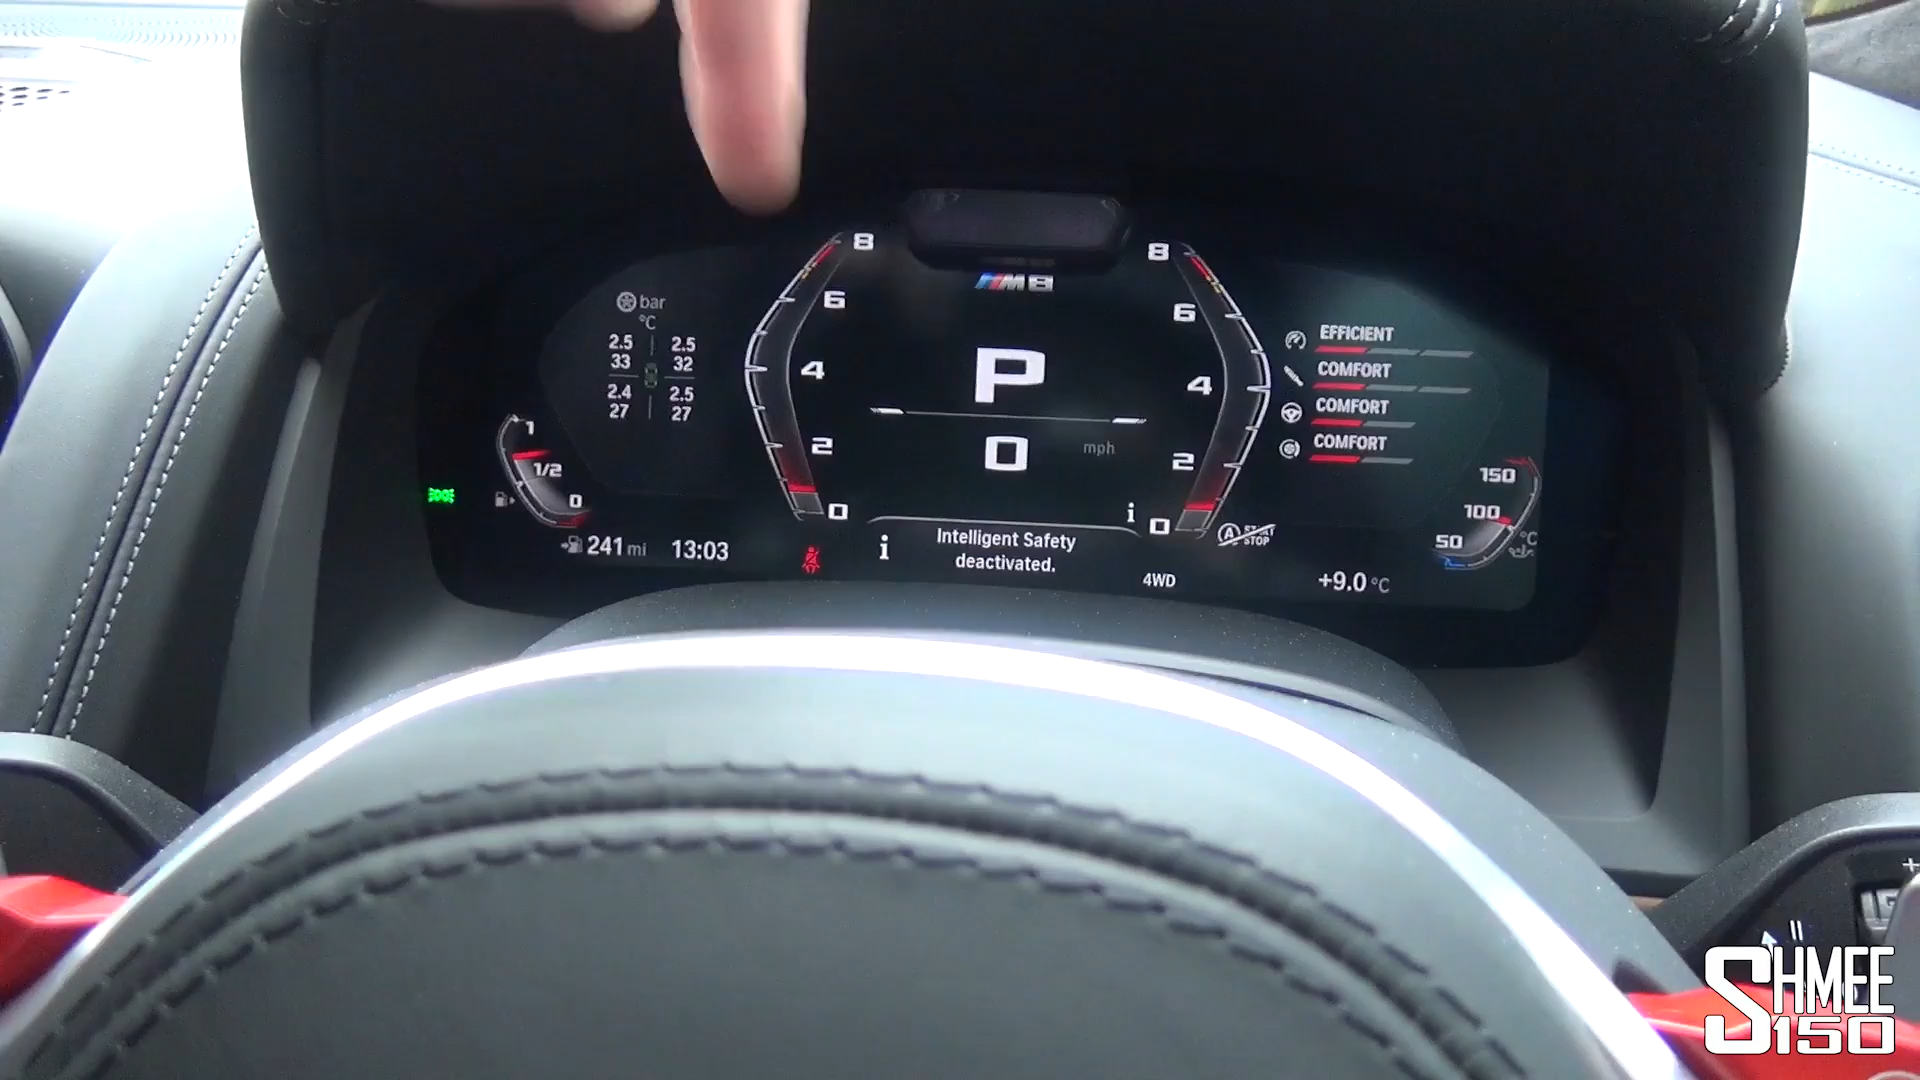 M8
bar
°C
2.5 2.5
33 32
2.4 2.5
27 27
1
1/2
0
241 mi 13:03
8
6
4
2
0
P
0 mph
i
i
Intelligent Safety
deactivated.
4WD
8
6
4
2
0
EFFICIENT
COMFORT
COMFORT
COMFORT
A START
STOP
150
100
50
°C
+9.0 °C
+
SHMEE
150